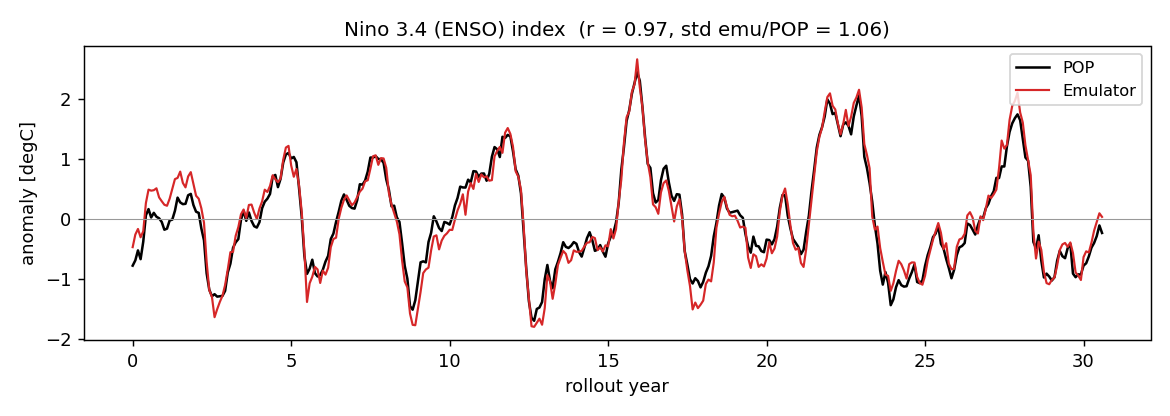 Nino 3.4 (ENSO) index  (r = 0.97, std emu/POP = 1.06)
POP
Emulator
anomaly [degC]
2
1
0
−1
−2
0 5 10 15 20 25 30
rollout year